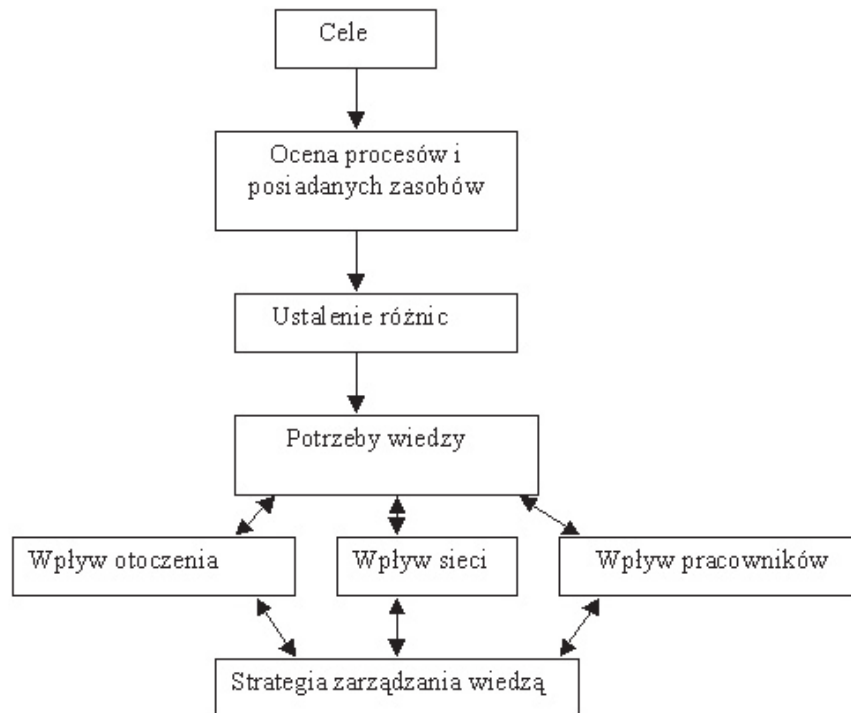 Cele
Ocena procesów i
posiadanych zasobów
Ustalenie różnic
Potrzeby wiedzy
Wpływ otoczenia
Wpływ sieci
Wpływ pracowników
Strategia zarządzania wiedzą